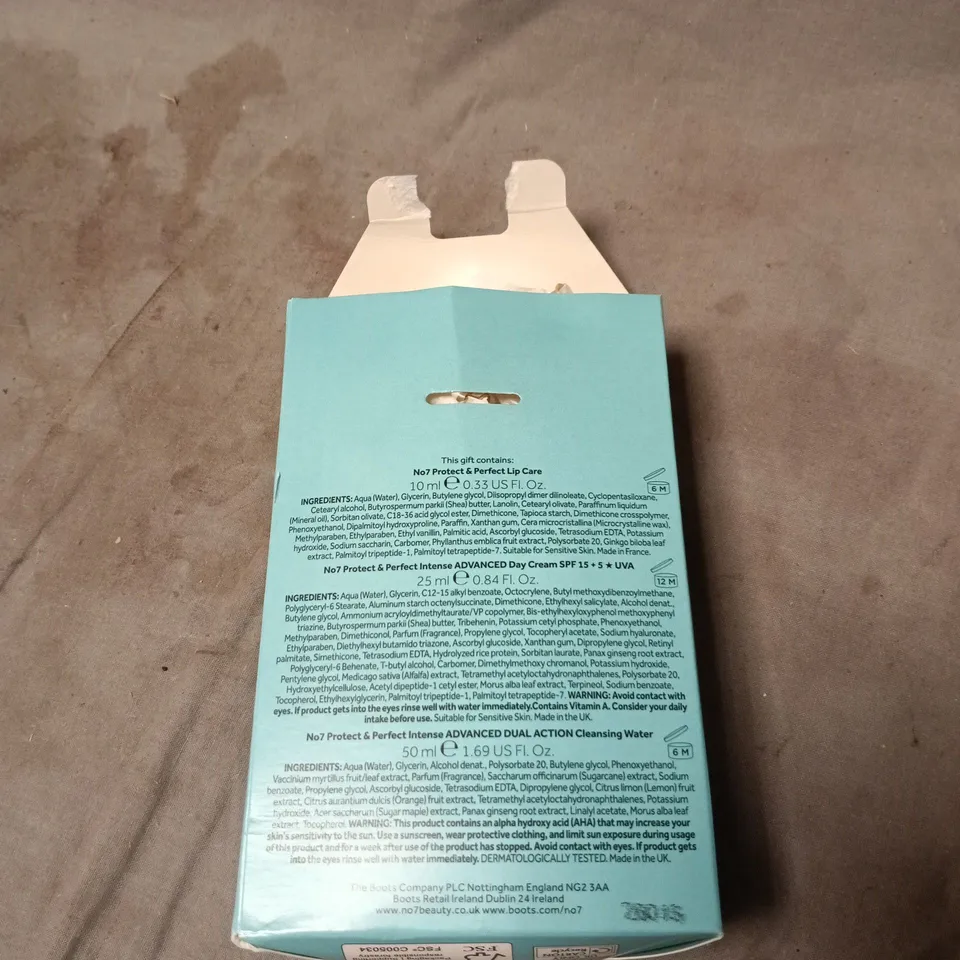 This gift contains:
No7 Protect & Perfect Lip Care
10 ml ℮ 0.33 US Fl. Oz.
6 M
INGREDIENTS: Aqua (Water), Glycerin, Butylene glycol, Diisopropyl dimer dilinoleate, Cyclopentasiloxane,
Cetearyl alcohol, Butyrospermum parkii (Shea) butter, Lanolin, Cetearyl olivate, Paraffinum liquidum
(Mineral oil), Sorbitan olivate, C18-36 acid glycol ester, Dimethicone, Tapioca starch, Dimethicone crosspolymer,
Phenoxyethanol, Dipalmitoyl hydroxyproline, Paraffin, Xanthan gum, Cera microcristallina (Microcrystalline wax),
Methylparaben, Ethylparaben, Ethyl vanillin, Palmitic acid, Ascorbyl glucoside, Tetrasodium EDTA, Potassium
hydroxide, Sodium saccharin, Carbomer, Phyllanthus emblica fruit extract, Polysorbate 20, Ginkgo biloba leaf
extract, Palmitoyl tripeptide-1, Palmitoyl tetrapeptide-7. Suitable for Sensitive Skin. Made in France.
No7 Protect & Perfect Intense ADVANCED Day Cream SPF 15 + 5 ★ UVA
25 ml ℮ 0.84 Fl. Oz.
12 M
INGREDIENTS: Aqua (Water), Glycerin, C12-15 alkyl benzoate, Octocrylene, Butyl methoxydibenzoylmethane,
Polyglyceryl-6 Stearate, Aluminum starch octenylsuccinate, Dimethicone, Ethylhexyl salicylate, Alcohol denat.,
Butylene glycol, Ammonium acryloyldimethyltaurate/VP copolymer, Bis-ethylhexyloxyphenol methoxyphenyl
triazine, Butyrospermum parkii (Shea) butter, Tribehenin, Potassium cetyl phosphate, Phenoxyethanol,
Methylparaben, Dimethiconol, Parfum (Fragrance), Propylene glycol, Tocopheryl acetate, Sodium hyaluronate,
Ethylparaben, Diethylhexyl butamido triazone, Ascorbyl glucoside, Xanthan gum, Dipropylene glycol, Retinyl
palmitate, Simethicone, Tetrasodium EDTA, Hydrolyzed rice protein, Sorbitan laurate, Panax ginseng root extract,
Polyglyceryl-6 Behenate, T-butyl alcohol, Carbomer, Dimethylmethoxy chromanol, Potassium hydroxide,
Pentylene glycol, Medicago sativa (Alfalfa) extract, Tetramethyl acetyloctahydronaphthalenes, Polysorbate 20,
Hydroxyethylcellulose, Acetyl dipeptide-1 cetyl ester, Morus alba leaf extract, Terpineol, Sodium benzoate,
Tocopherol, Ethylhexylglycerin, Palmitoyl tripeptide-1, Palmitoyl tetrapeptide-7. WARNING: Avoid contact with
eyes. If product gets into the eyes rinse well with water immediately.Contains Vitamin A. Consider your daily
intake before use. Suitable for Sensitive Skin. Made in the UK.
No7 Protect & Perfect Intense ADVANCED DUAL ACTION Cleansing Water
50 ml ℮ 1.69 US Fl. Oz.
6 M
INGREDIENTS: Aqua (Water), Glycerin, Alcohol denat., Polysorbate 20, Butylene glycol, Phenoxyethanol,
Vaccinium myrtillus fruit/leaf extract, Parfum (Fragrance), Saccharum officinarum (Sugarcane) extract, Sodium
benzoate, Propylene glycol, Ascorbyl glucoside, Tetrasodium EDTA, Dipropylene glycol, Citrus limon (Lemon) fruit
extract, Citrus aurantium dulcis (Orange) fruit extract, Tetramethyl acetyloctahydronaphthalenes, Potassium
hydroxide, Acer saccharum (Sugar maple) extract, Panax ginseng root extract, Linalyl acetate, Morus alba leaf
extract, Tocopherol. WARNING: This product contains an alpha hydroxy acid (AHA) that may increase your
skin's sensitivity to the sun. Use a sunscreen, wear protective clothing, and limit sun exposure during usage
of this product and for a week after use of the product has stopped. Avoid contact with eyes. If product gets
into the eyes rinse well with water immediately. DERMATOLOGICALLY TESTED. Made in the UK.
The Boots Company PLC Nottingham England NG2 3AA
Boots Retail Ireland Dublin 24 Ireland
www.no7beauty.co.uk www.boots.com/no7
FSC
FSC® C005034
responsible forestry
CARTON
Recycle